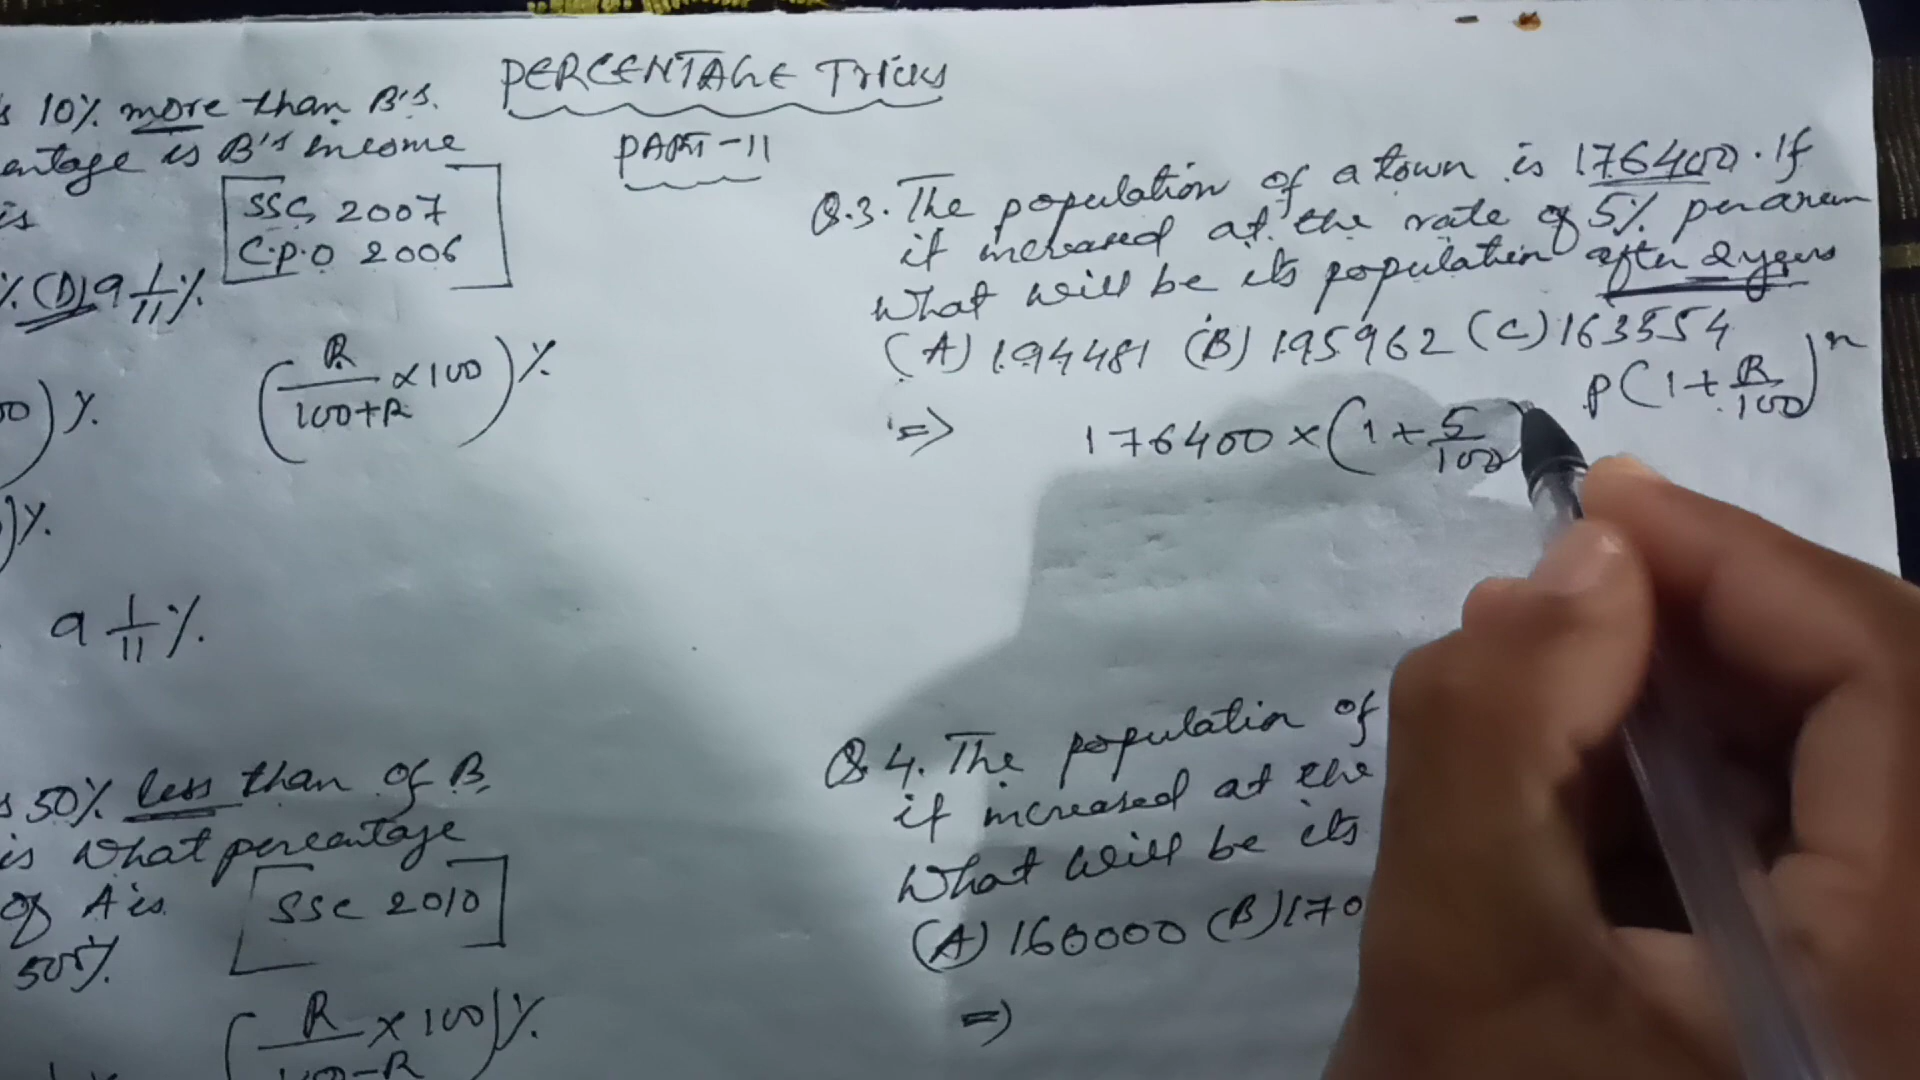 PERCENTAGE Tricks
PART-11
s 10% more than B's.
entage is B's income
is
SSC, 2007
C.P.O 2006
%. (D) 9 1/11 %.
(R/100+R × 100)%
%.
)%.
9 1/11 %.
s 50% less than of B,
is what percentage
of A is
SSC 2010
50%.
(R/100-R × 100)%.
Q.3. The population of a town is 176400. If
it increased at the rate of 5% per anum
What will be its population after 2 years
(A) 194481 (B) 195962 (C) 163554
P(1+R/100)^n
=> 176400 × (1+5/100)
Q.4. The population of
if increased at the
What will be its
(A) 160000 (B) 170
=>